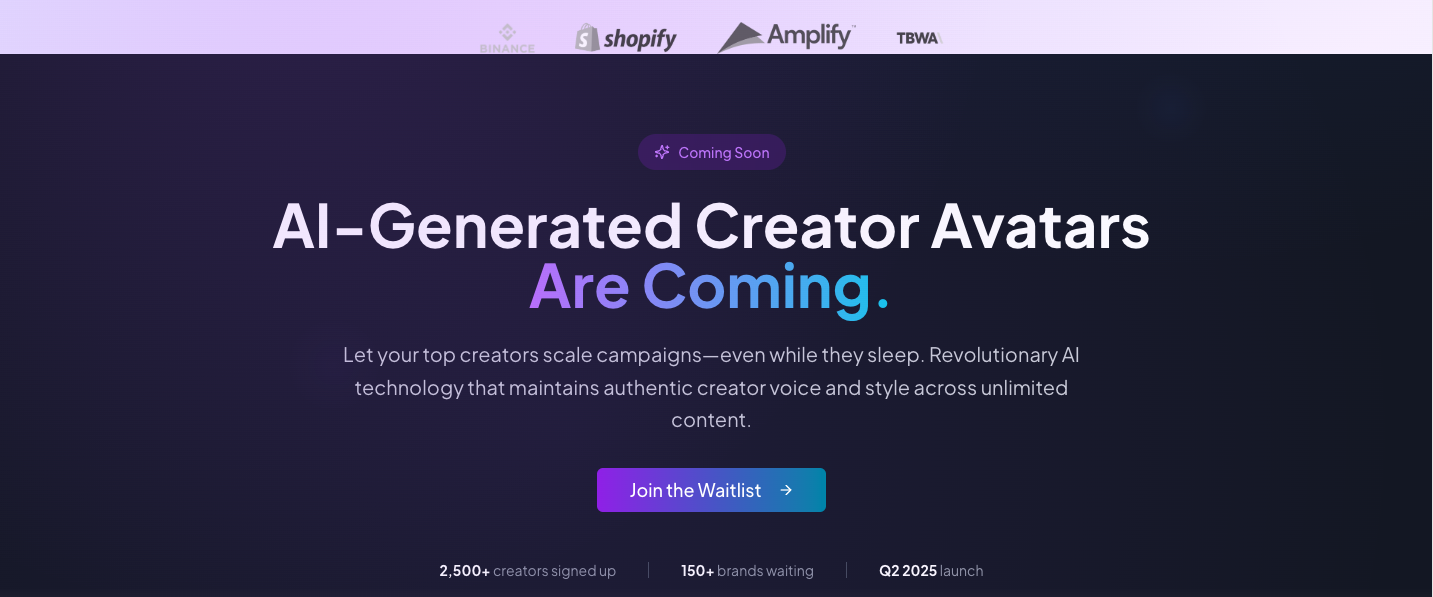 BINANCE
shopify
Amplify™
TBWA\
Coming Soon
AI-Generated Creator Avatars
Are Coming.
Let your top creators scale campaigns—even while they sleep. Revolutionary AI
technology that maintains authentic creator voice and style across unlimited
content.
Join the Waitlist →
2,500+ creators signed up
150+ brands waiting
Q2 2025 launch